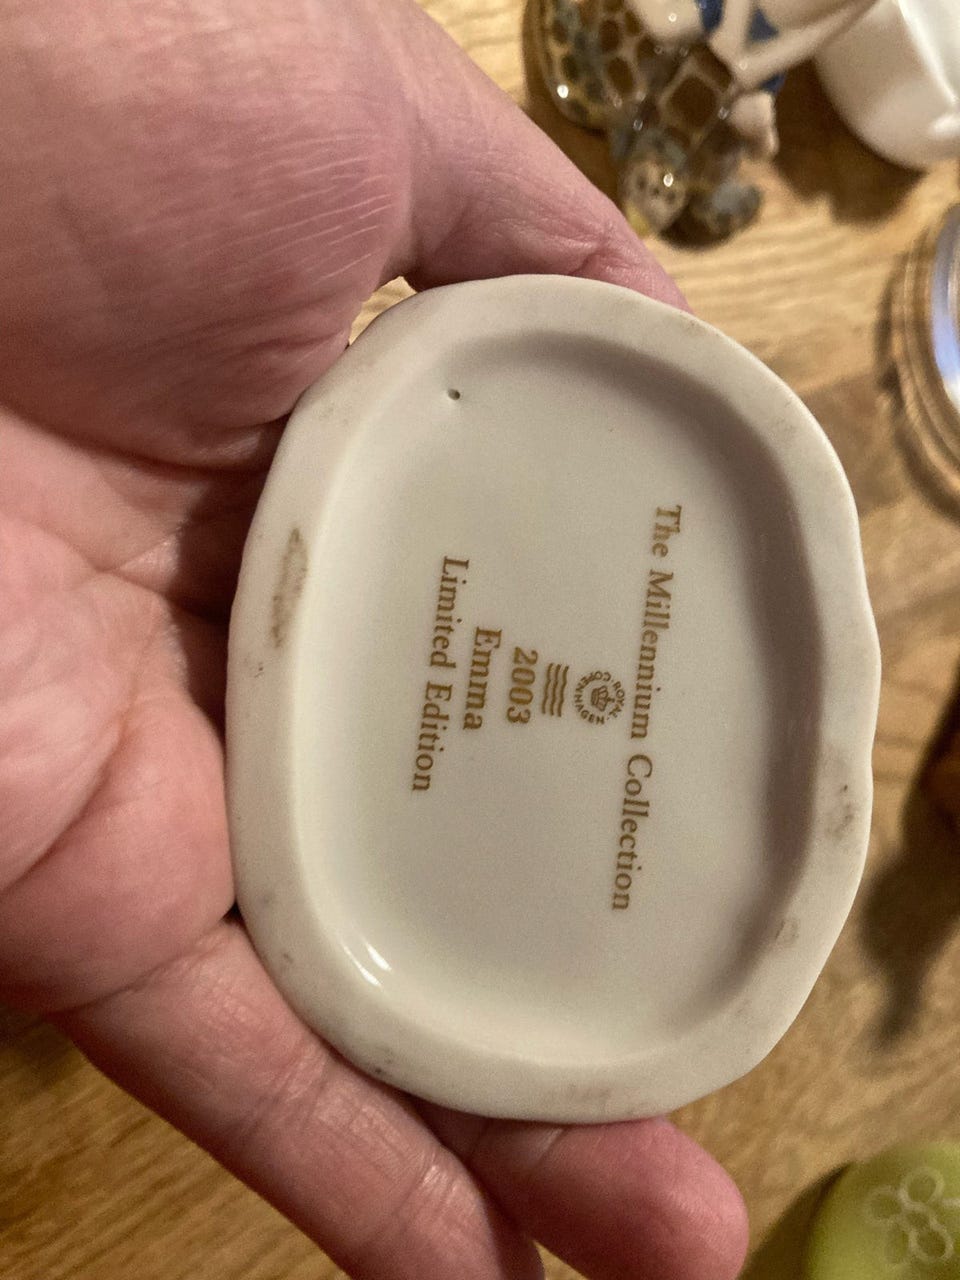 The Millennium Collection
ROYAL COPENHAGEN
2003
Emma
Limited Edition